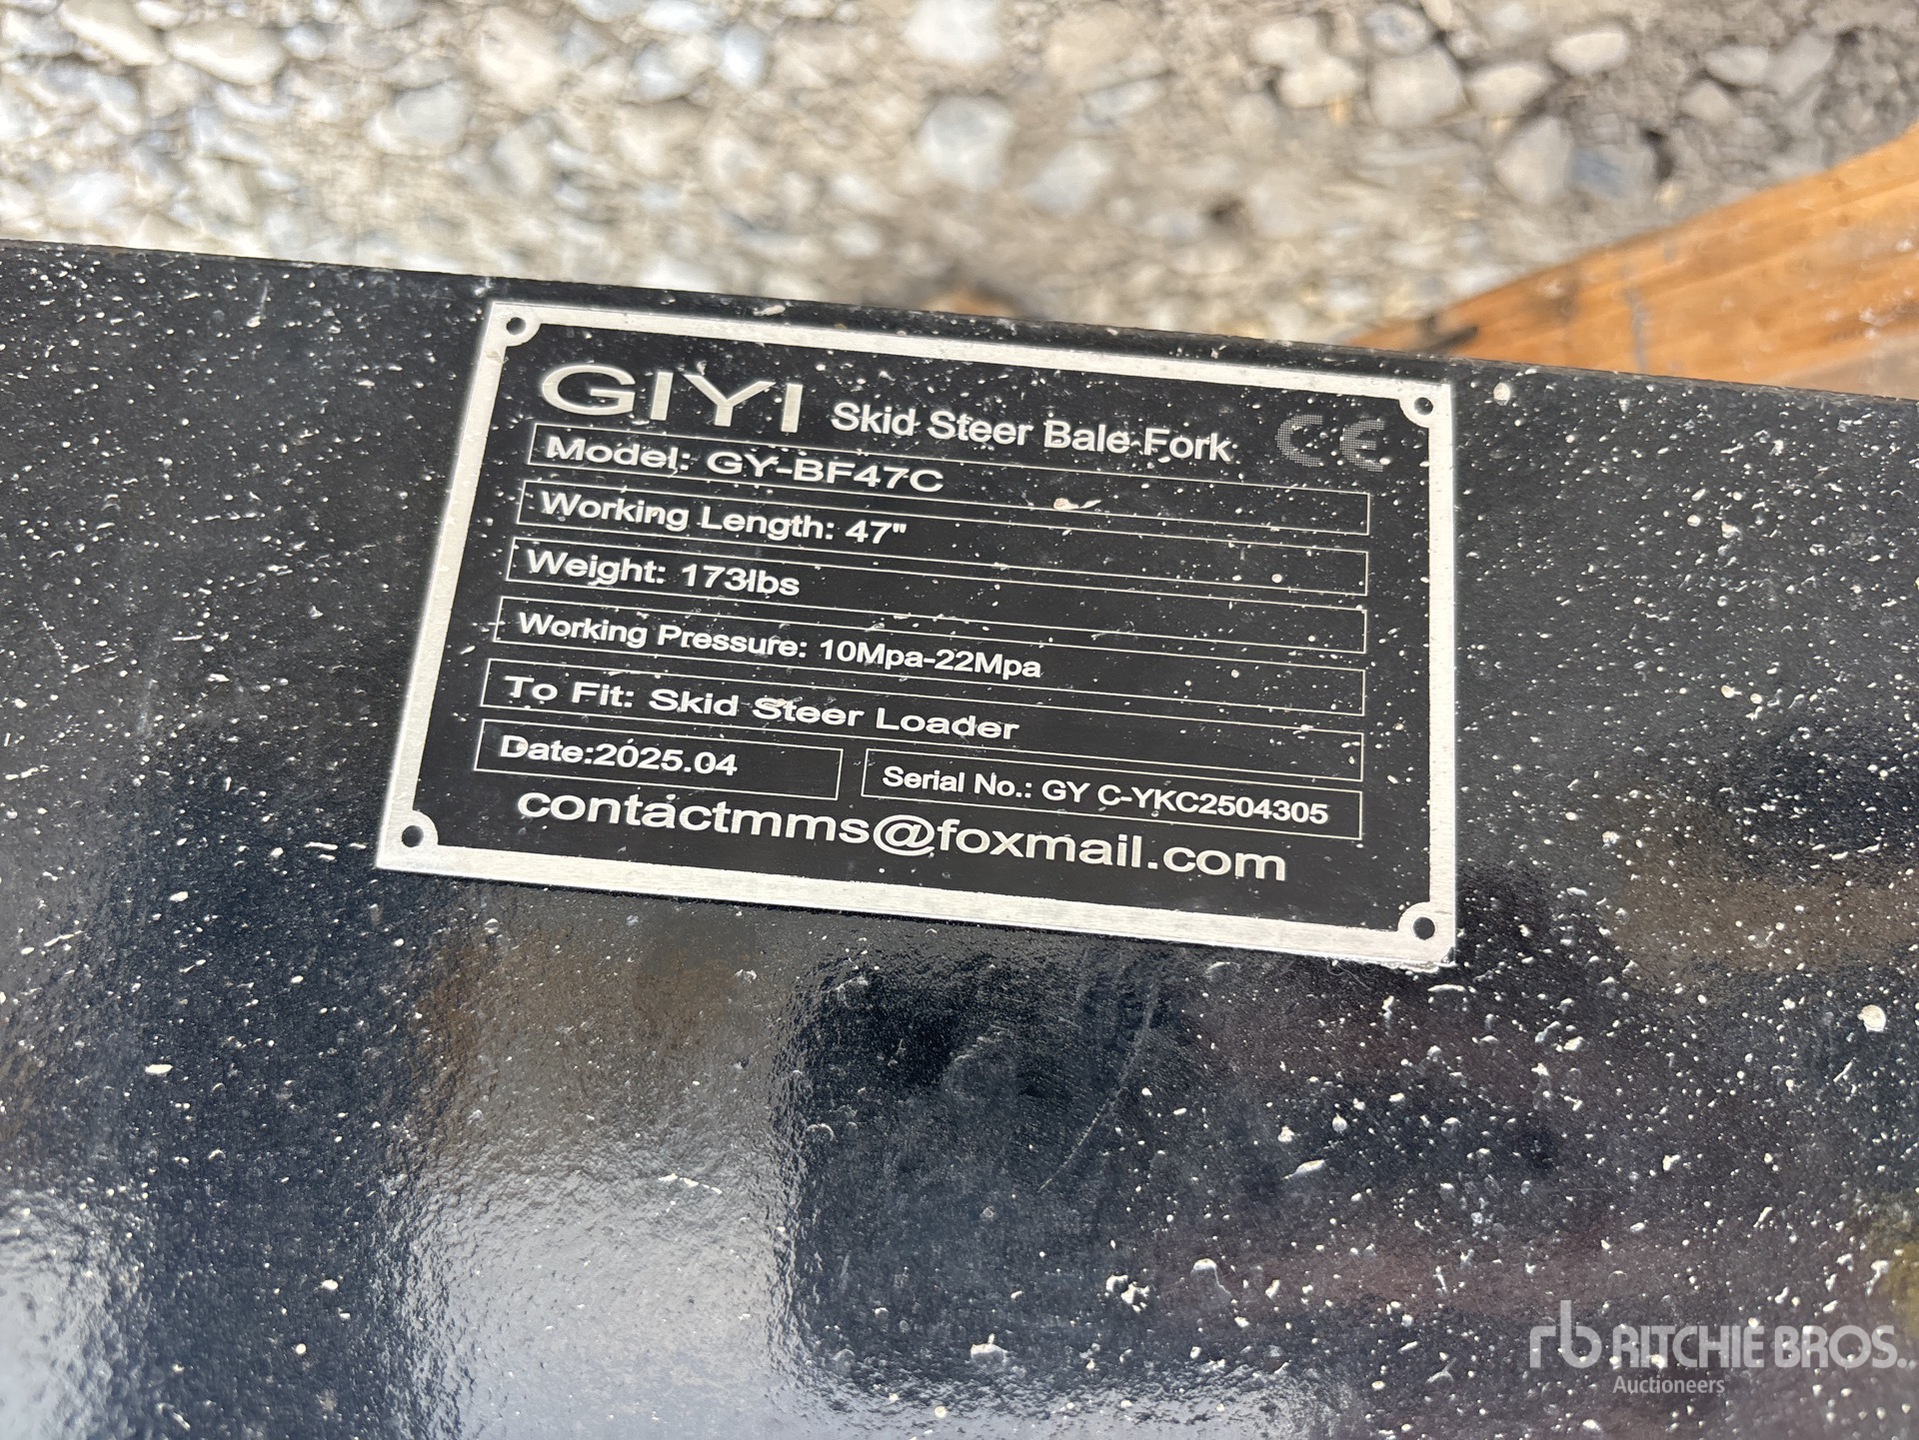 GIYI Skid Steer Bale Fork CE
Model: GY-BF47C
Working Length: 47"
Weight: 173lbs
Working Pressure: 10Mpa-22Mpa
To Fit: Skid Steer Loader
Date:2025.04 Serial No.: GY C-YKC2504305
contactmms@foxmail.com
rb RITCHIE BROS.
Auctioneers